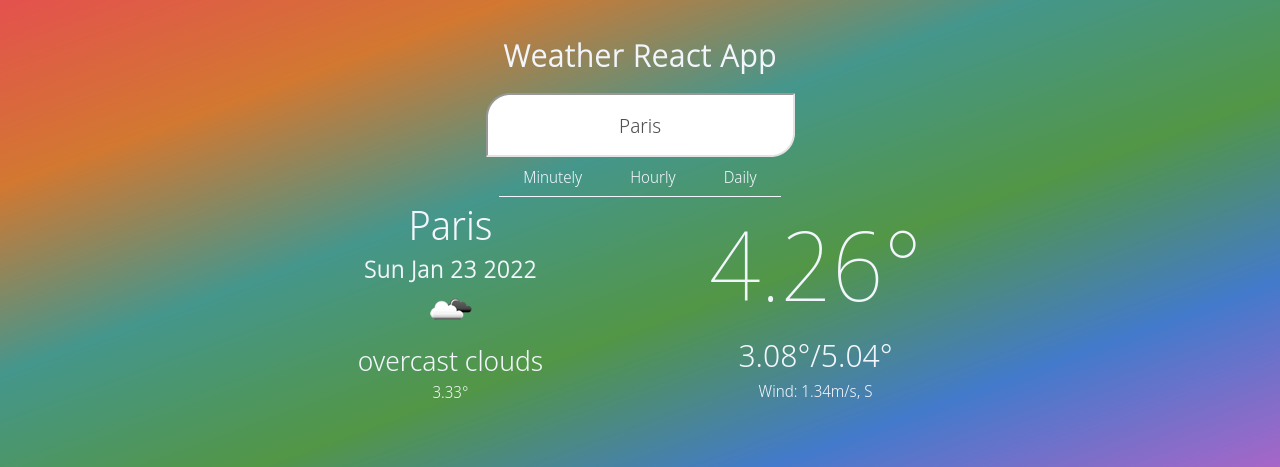 Weather React App
Paris
Minutely Hourly Daily
Paris
Sun Jan 23 2022
overcast clouds
3.33°
4.26°
3.08°/5.04°
Wind: 1.34m/s, S